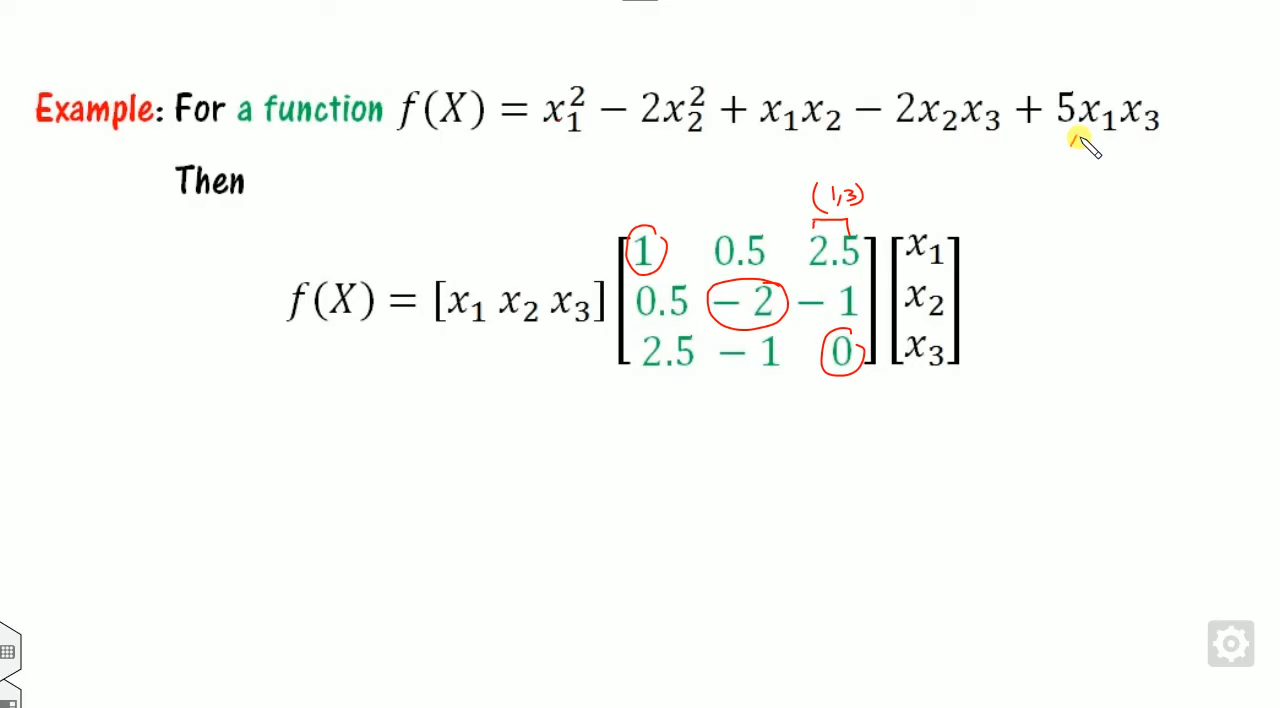 Example: For a function f(X) = x₁² − 2x₂² + x₁x₂ − 2x₂x₃ + 5x₁x₃
Then
(1,3)
f(X) = [x₁ x₂ x₃] [1 0.5 2.5] [x₁]
0.5 − 2 − 1 x₂
2.5 − 1 0 x₃